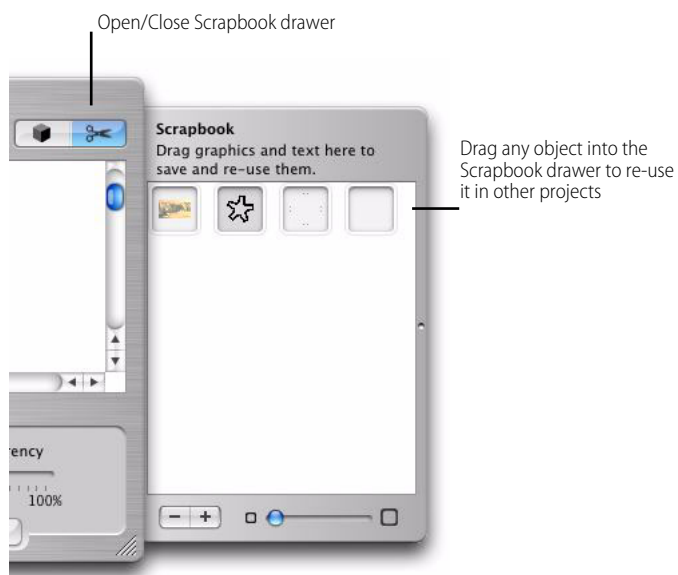 Open/Close Scrapbook drawer
Scrapbook
Drag graphics and text here to
save and re-use them.
Drag any object into the
Scrapbook drawer to re-use
it in other projects
ency
100%